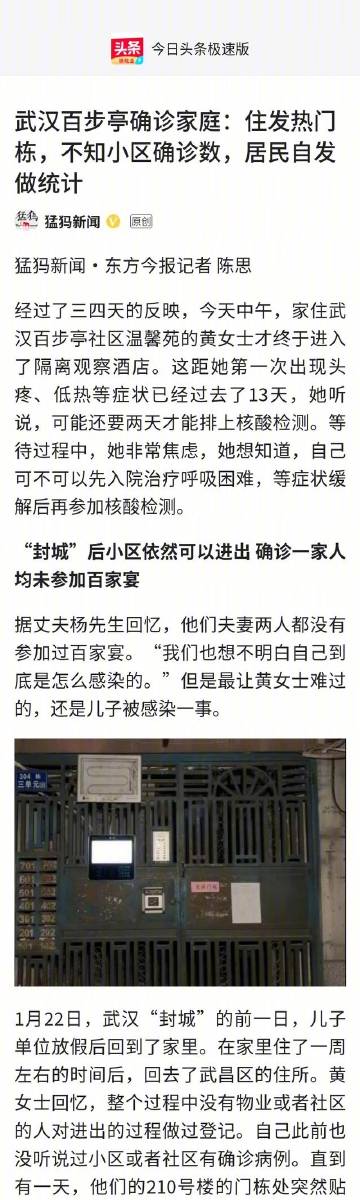 头条
今日头条极速版
武汉百步亭确诊家庭：住发热门
栋，不知小区确诊数，居民自发
做统计
猛犸新闻
原创
猛犸新闻·东方今报记者 陈思
经过了三四天的反映，今天中午，家住武
汉百步亭社区温馨苑的黄女士才终于进入
了隔离观察酒店。这距她第一次出现头
疼、低热等症状已经过去了13天，她听
说，可能还要两天才能排上核酸检测。等
待过程中，她非常焦虑，她想知道，自己
可不可以先入院治疗呼吸困难，等症状缓
解后再参加核酸检测。
“封城”后小区依然可以进出 确诊一家人
均未参加百家宴
据丈夫杨先生回忆，他们夫妻两人都没有
参加过百家宴。“我们也想不明白自己到
底是怎么感染的。”但是最让黄女士难过
的，还是儿子被感染一事。
304 栋
三单元
发热门栋
1月22日，武汉“封城”的前一日，儿子
单位放假后回到了家里。在家里住了一周
左右的时间后，回去了武昌区的住所。黄
女士回忆，整个过程中没有物业或者社区
的人对进出的过程做过登记。自己此前也
没听说过小区或者社区有确诊病例。直到
有一天，他们的210号楼的门栋处突然贴